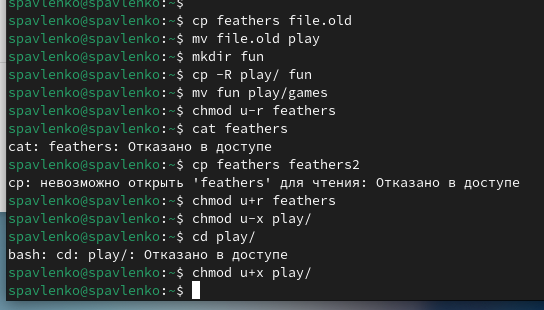 spavlenko@spavlenko:~$
spavlenko@spavlenko:~$ cp feathers file.old
spavlenko@spavlenko:~$ mv file.old play
spavlenko@spavlenko:~$ mkdir fun
spavlenko@spavlenko:~$ cp -R play/ fun
spavlenko@spavlenko:~$ mv fun play/games
spavlenko@spavlenko:~$ chmod u-r feathers
spavlenko@spavlenko:~$ cat feathers
cat: feathers: Отказано в доступе
spavlenko@spavlenko:~$ cp feathers feathers2
cp: невозможно открыть 'feathers' для чтения: Отказано в доступе
spavlenko@spavlenko:~$ chmod u+r feathers
spavlenko@spavlenko:~$ chmod u-x play/
spavlenko@spavlenko:~$ cd play/
bash: cd: play/: Отказано в доступе
spavlenko@spavlenko:~$ chmod u+x play/
spavlenko@spavlenko:~$